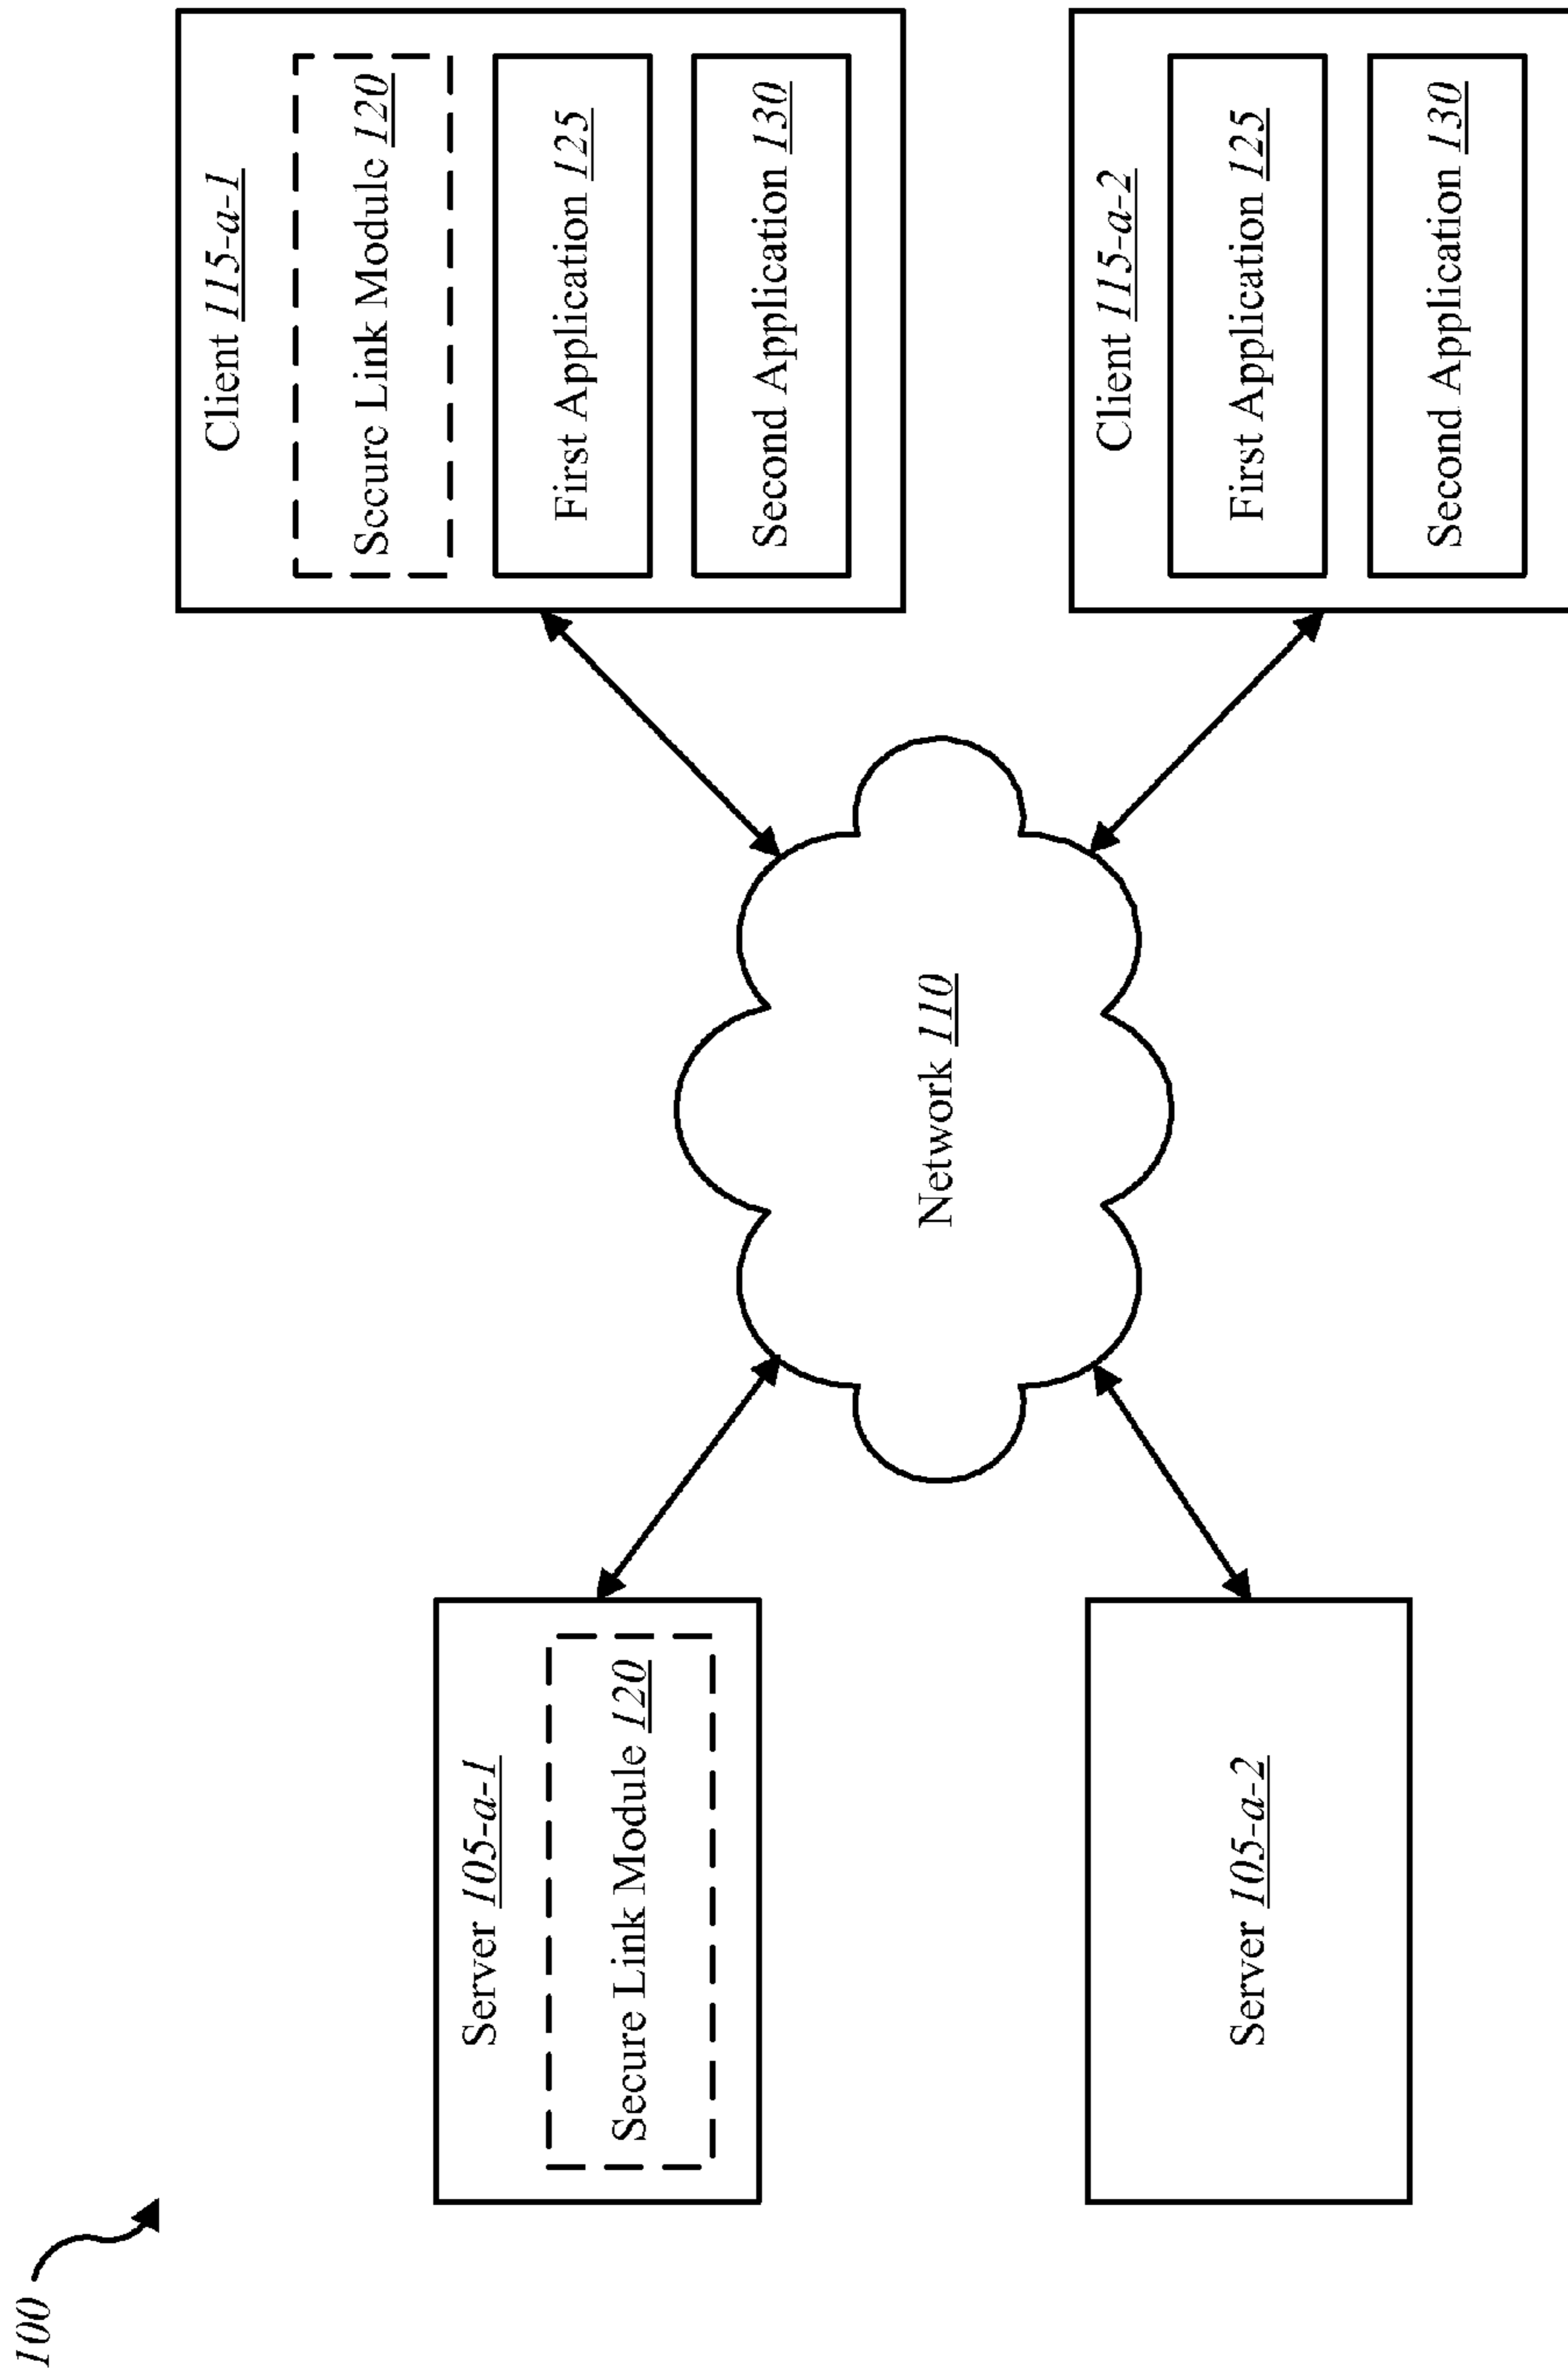 100
Server 105-a-1
Secure Link Module 120
Server 105-a-2
Network 110
Client 115-a-1
Secure Link Module 120
First Application 125
Second Application 130
Client 115-a-2
First Application 125
Second Application 130